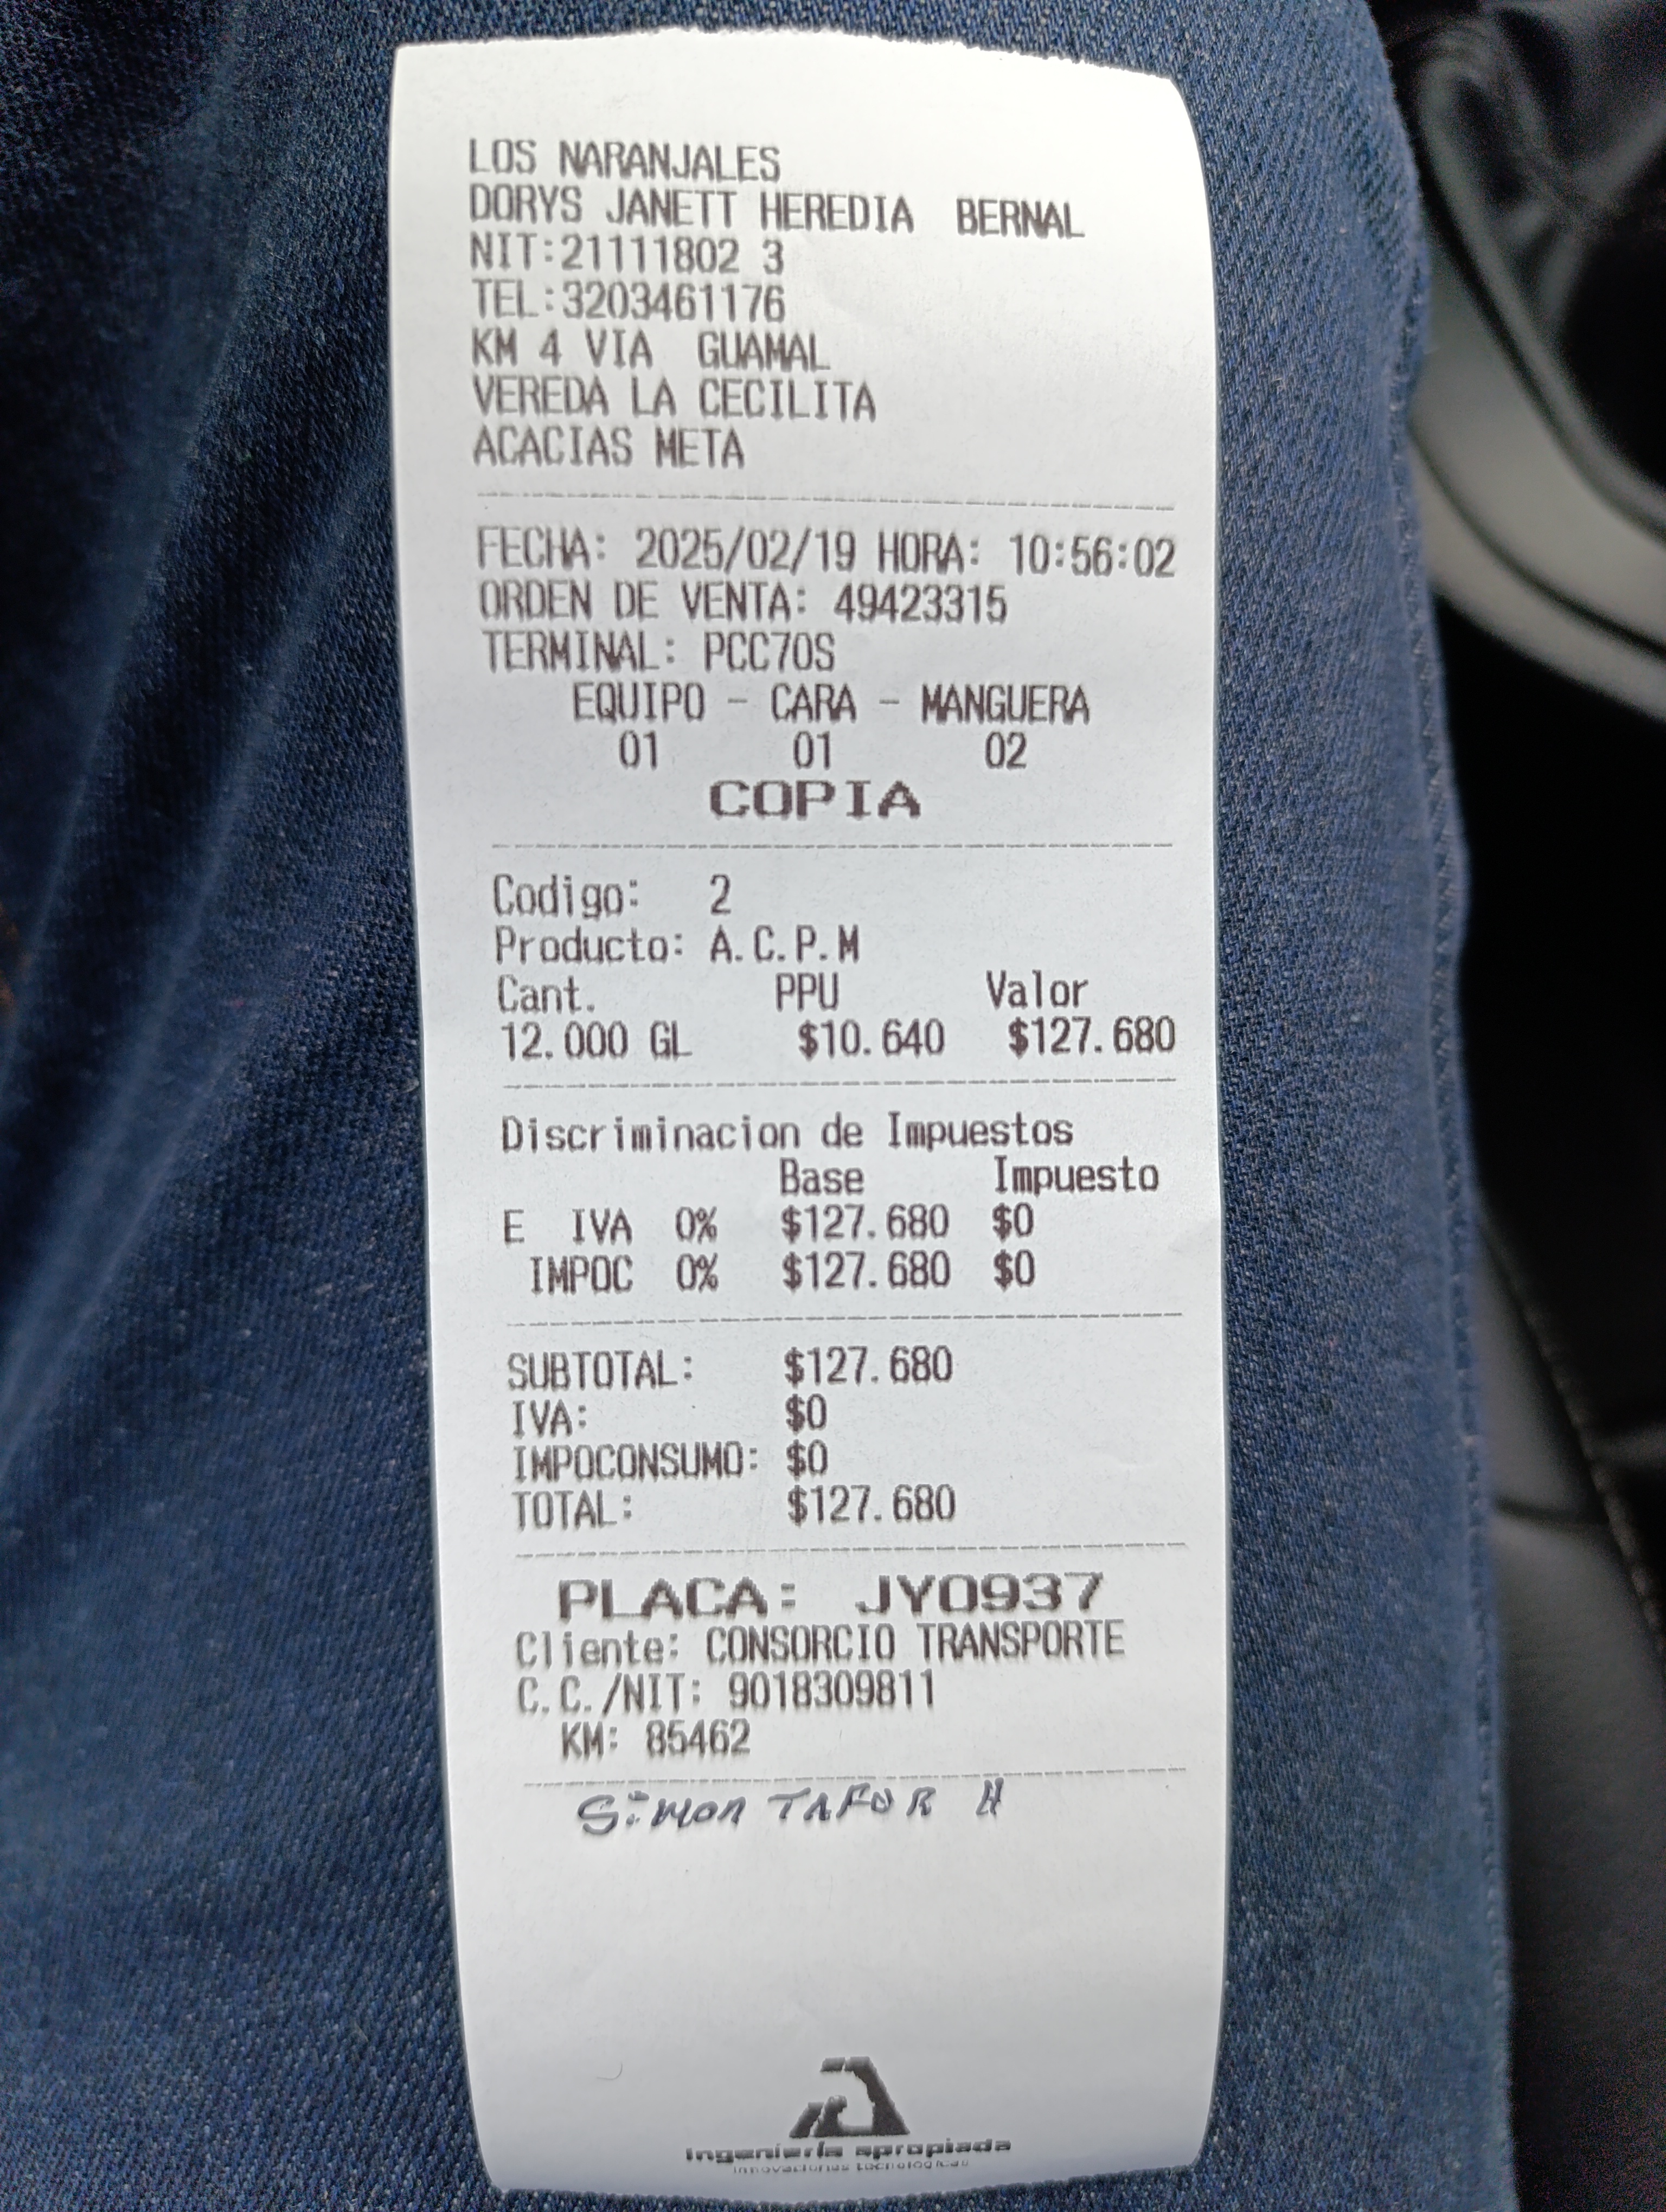 LOS NARANJALES
DORYS JANETT HEREDIA BERNAL
NIT:21111802 3
TEL:3203461176
KM 4 VIA GUAMAL
VEREDA LA CECILITA
ACACIAS META
FECHA: 2025/02/19 HORA: 10:56:02
ORDEN DE VENTA: 49423315
TERMINAL: PCC70S
EQUIPO - CARA - MANGUERA
01 01 02
COPIA
Codigo: 2
Producto: A.C.P.M
Cant. PPU Valor
12.000 GL $10.640 $127.680
Discriminacion de Impuestos
Base Impuesto
E IVA 0% $127.680 $0
IMPOC 0% $127.680 $0
SUBTOTAL: $127.680
IVA: $0
IMPOCONSUMO: $0
TOTAL: $127.680
PLACA: JYO937
Cliente: CONSORCIO TRANSPORTE
C.C./NIT: 9018309811
KM: 85462
Simon TAFUR H
Ingeniería apropiada
innovaciones tecnológicas